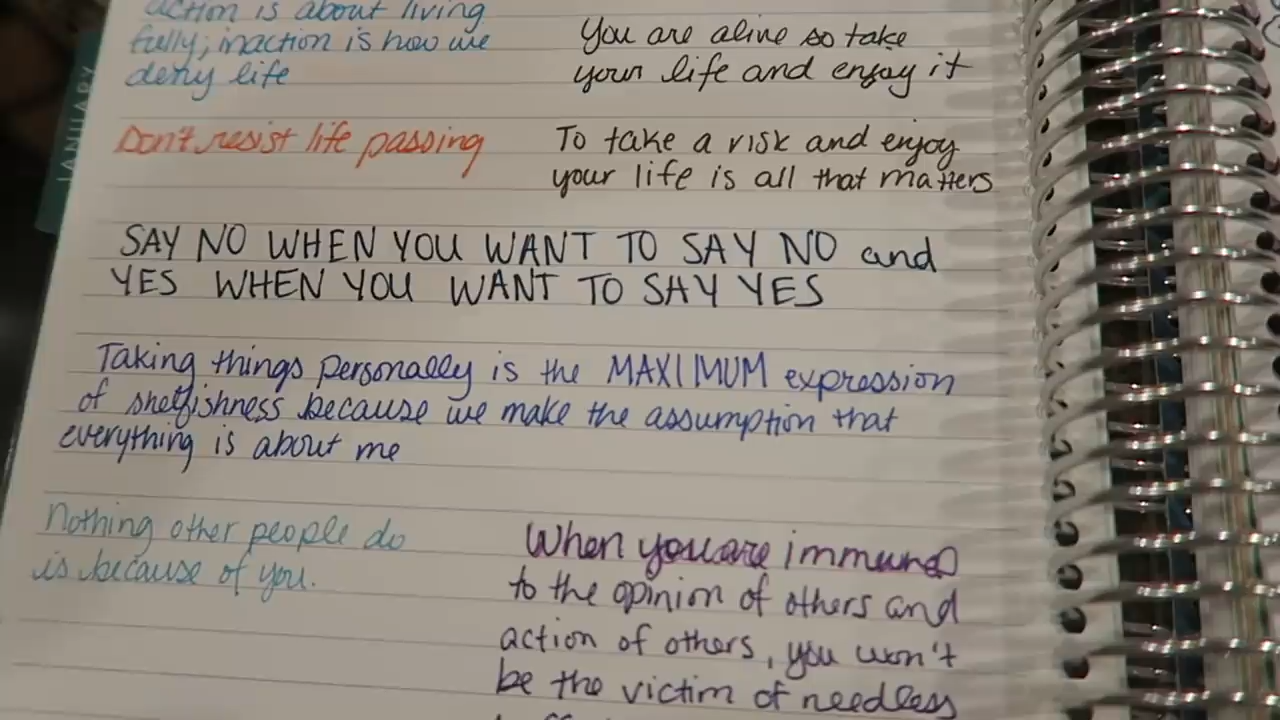 action is about living
fully; inaction is how we
deny life
You are alive so take
your life and enjoy it
Don't resist life passing
To take a risk and enjoy
your life is all that matters
SAY NO WHEN YOU WANT TO SAY NO and
YES WHEN YOU WANT TO SAY YES
Taking things personally is the MAXIMUM expression
of shelfishness because we make the assumption that
everything is about me
Nothing other people do
is because of you.
When you are immune
to the opinion of others and
action of others, you won't
be the victim of needless
JANUARY